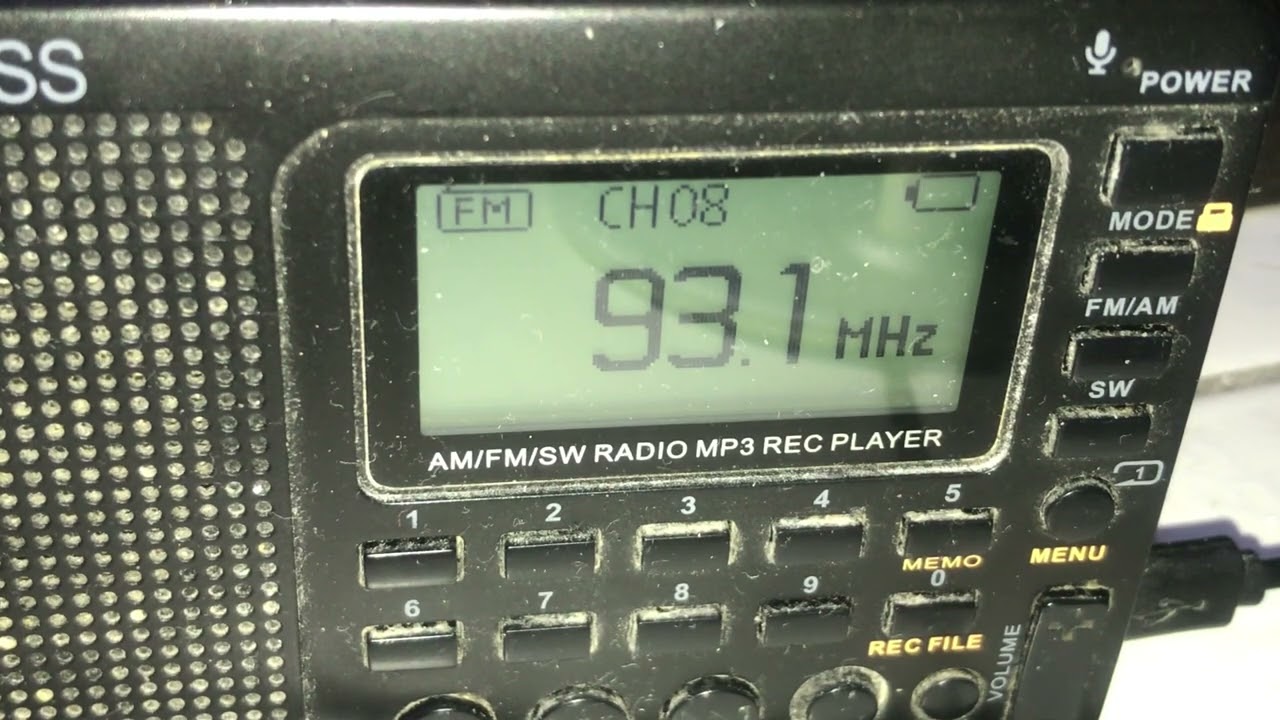 SS
POWER
FM CH08
93.1 MHz
MODE
FM/AM
SW
AM/FM/SW RADIO MP3 REC PLAYER
1
1 2 3 4 5
MEMO
MENU
6 7 8 9 0
REC FILE
VOLUME
+